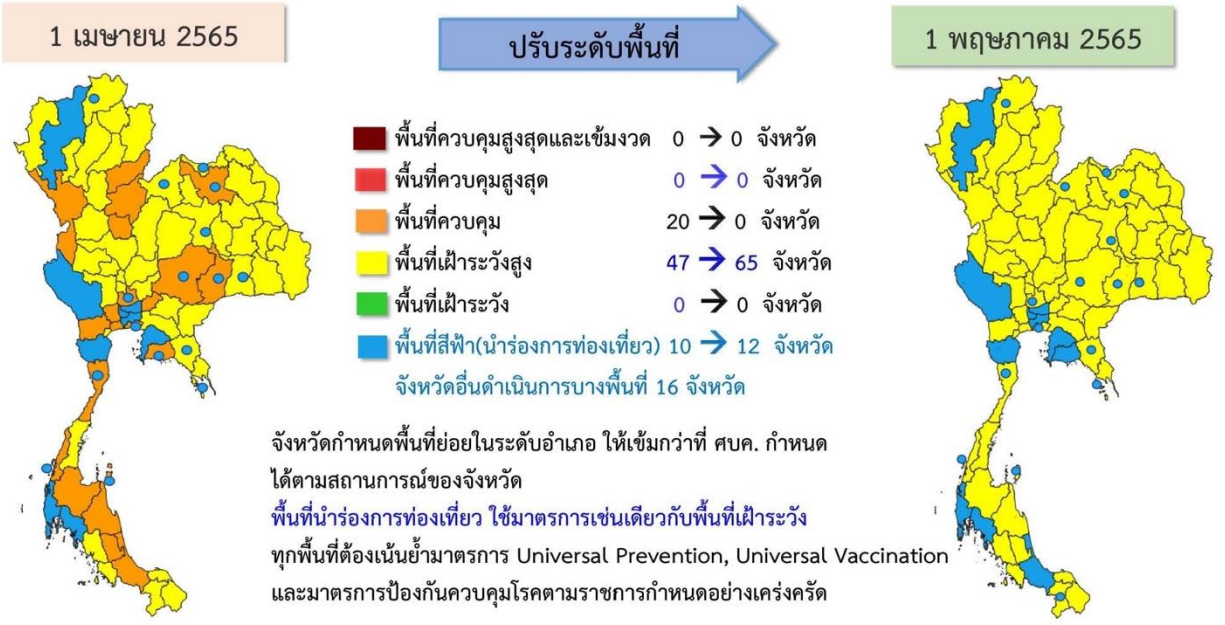 1 เมษายน 2565
ปรับระดับพื้นที่
1 พฤษภาคม 2565
พื้นที่ควบคุมสูงสุดและเข้มงวด 0 → 0 จังหวัด
พื้นที่ควบคุมสูงสุด 0 → 0 จังหวัด
พื้นที่ควบคุม 20 → 0 จังหวัด
พื้นที่เฝ้าระวังสูง 47 → 65 จังหวัด
พื้นที่เฝ้าระวัง 0 → 0 จังหวัด
พื้นที่สีฟ้า(นำร่องการท่องเที่ยว) 10 → 12 จังหวัด
จังหวัดอื่นดำเนินการบางพื้นที่ 16 จังหวัด
จังหวัดกำหนดพื้นที่ย่อยในระดับอำเภอ ให้เข้มกว่าที่ ศบค. กำหนด
ได้ตามสถานการณ์ของจังหวัด
พื้นที่นำร่องการท่องเที่ยว ใช้มาตรการเช่นเดียวกับพื้นที่เฝ้าระวัง
ทุกพื้นที่ต้องเน้นย้ำมาตรการ Universal Prevention, Universal Vaccination
และมาตรการป้องกันควบคุมโรคตามราชการกำหนดอย่างเคร่งครัด